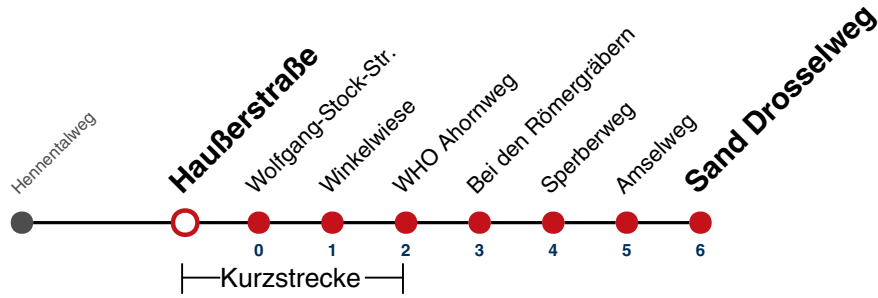 Hennentalweg
Haußerstraße
Wolfgang-Stock-Str.
Winkelwiese
WHO Ahornweg
Bei den Römergräbern
Sperberweg
Amselweg
Sand Drosselweg
0 1 2 3 4 5 6
Kurzstrecke